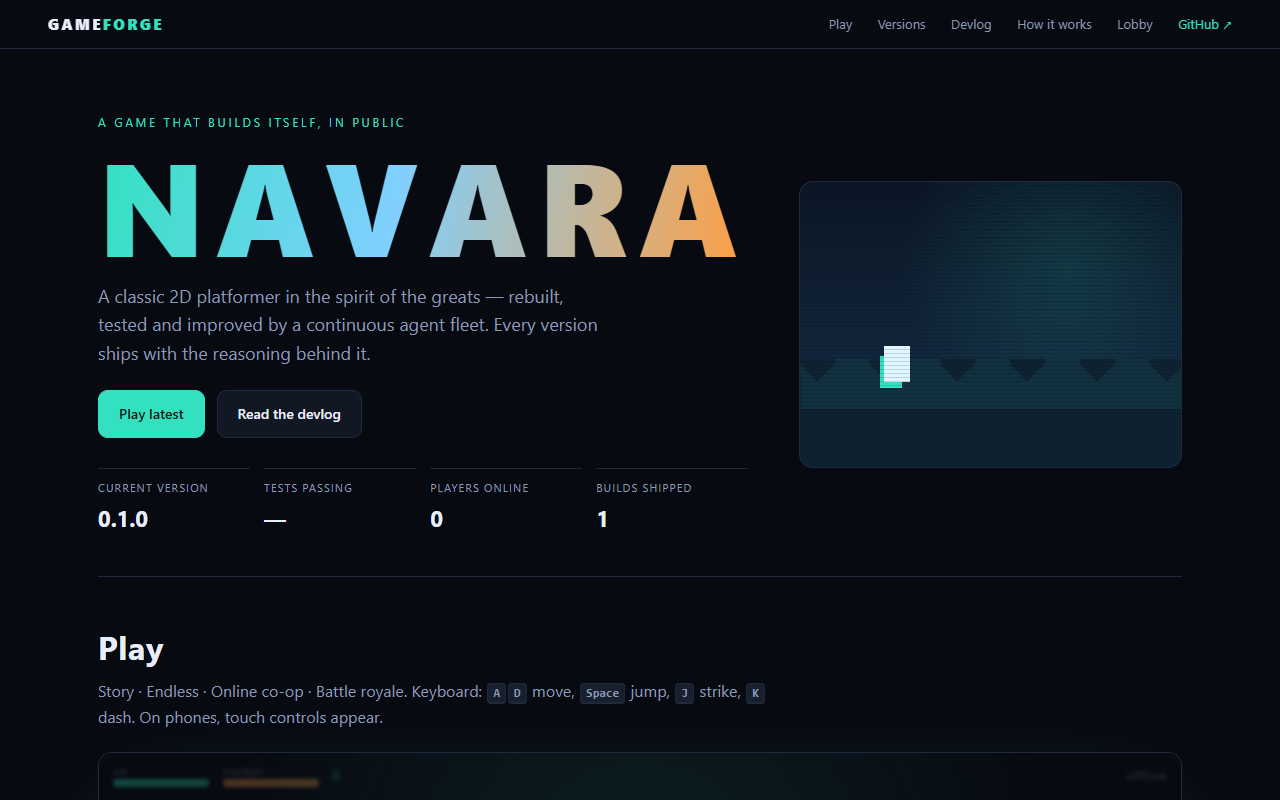 GAMEFORGE
Play Versions Devlog How it works Lobby GitHub ↗
A GAME THAT BUILDS ITSELF, IN PUBLIC
NAVARA
A classic 2D platformer in the spirit of the greats — rebuilt,
tested and improved by a continuous agent fleet. Every version
ships with the reasoning behind it.
Play latest Read the devlog
CURRENT VERSION TESTS PASSING PLAYERS ONLINE BUILDS SHIPPED
0.1.0 — 0 1
Play
Story · Endless · Online co-op · Battle royale. Keyboard: A D move, Space jump, J strike, K
dash. On phones, touch controls appear.
offline